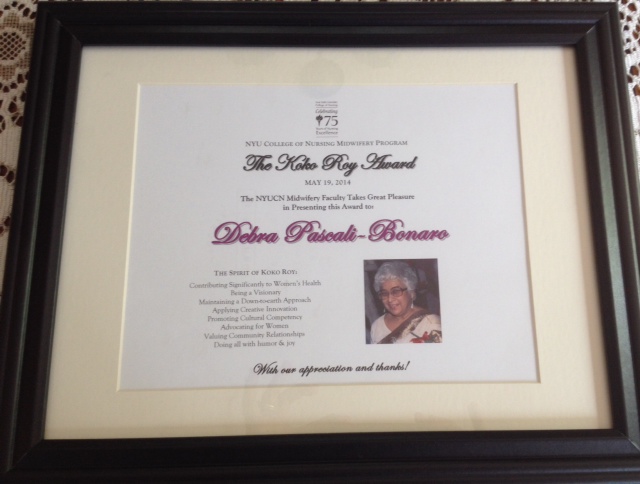 Celebrating
75
Excellence
NYU College of Nursing Midwifery Program
The Koko Roy Award
May 19, 2014
The NYUCN Midwifery Faculty Takes Great Pleasure
in Presenting this Award to:
Debra Pascali-Bonaro
The Spirit of Koko Roy:
Contributing Significantly to Women's Health
Being a Visionary
Maintaining a Down-to-earth Approach
Applying Creative Innovation
Promoting Cultural Competency
Advocating for Women
Valuing Community Relationships
Doing all with humor & joy
With our appreciation and thanks!